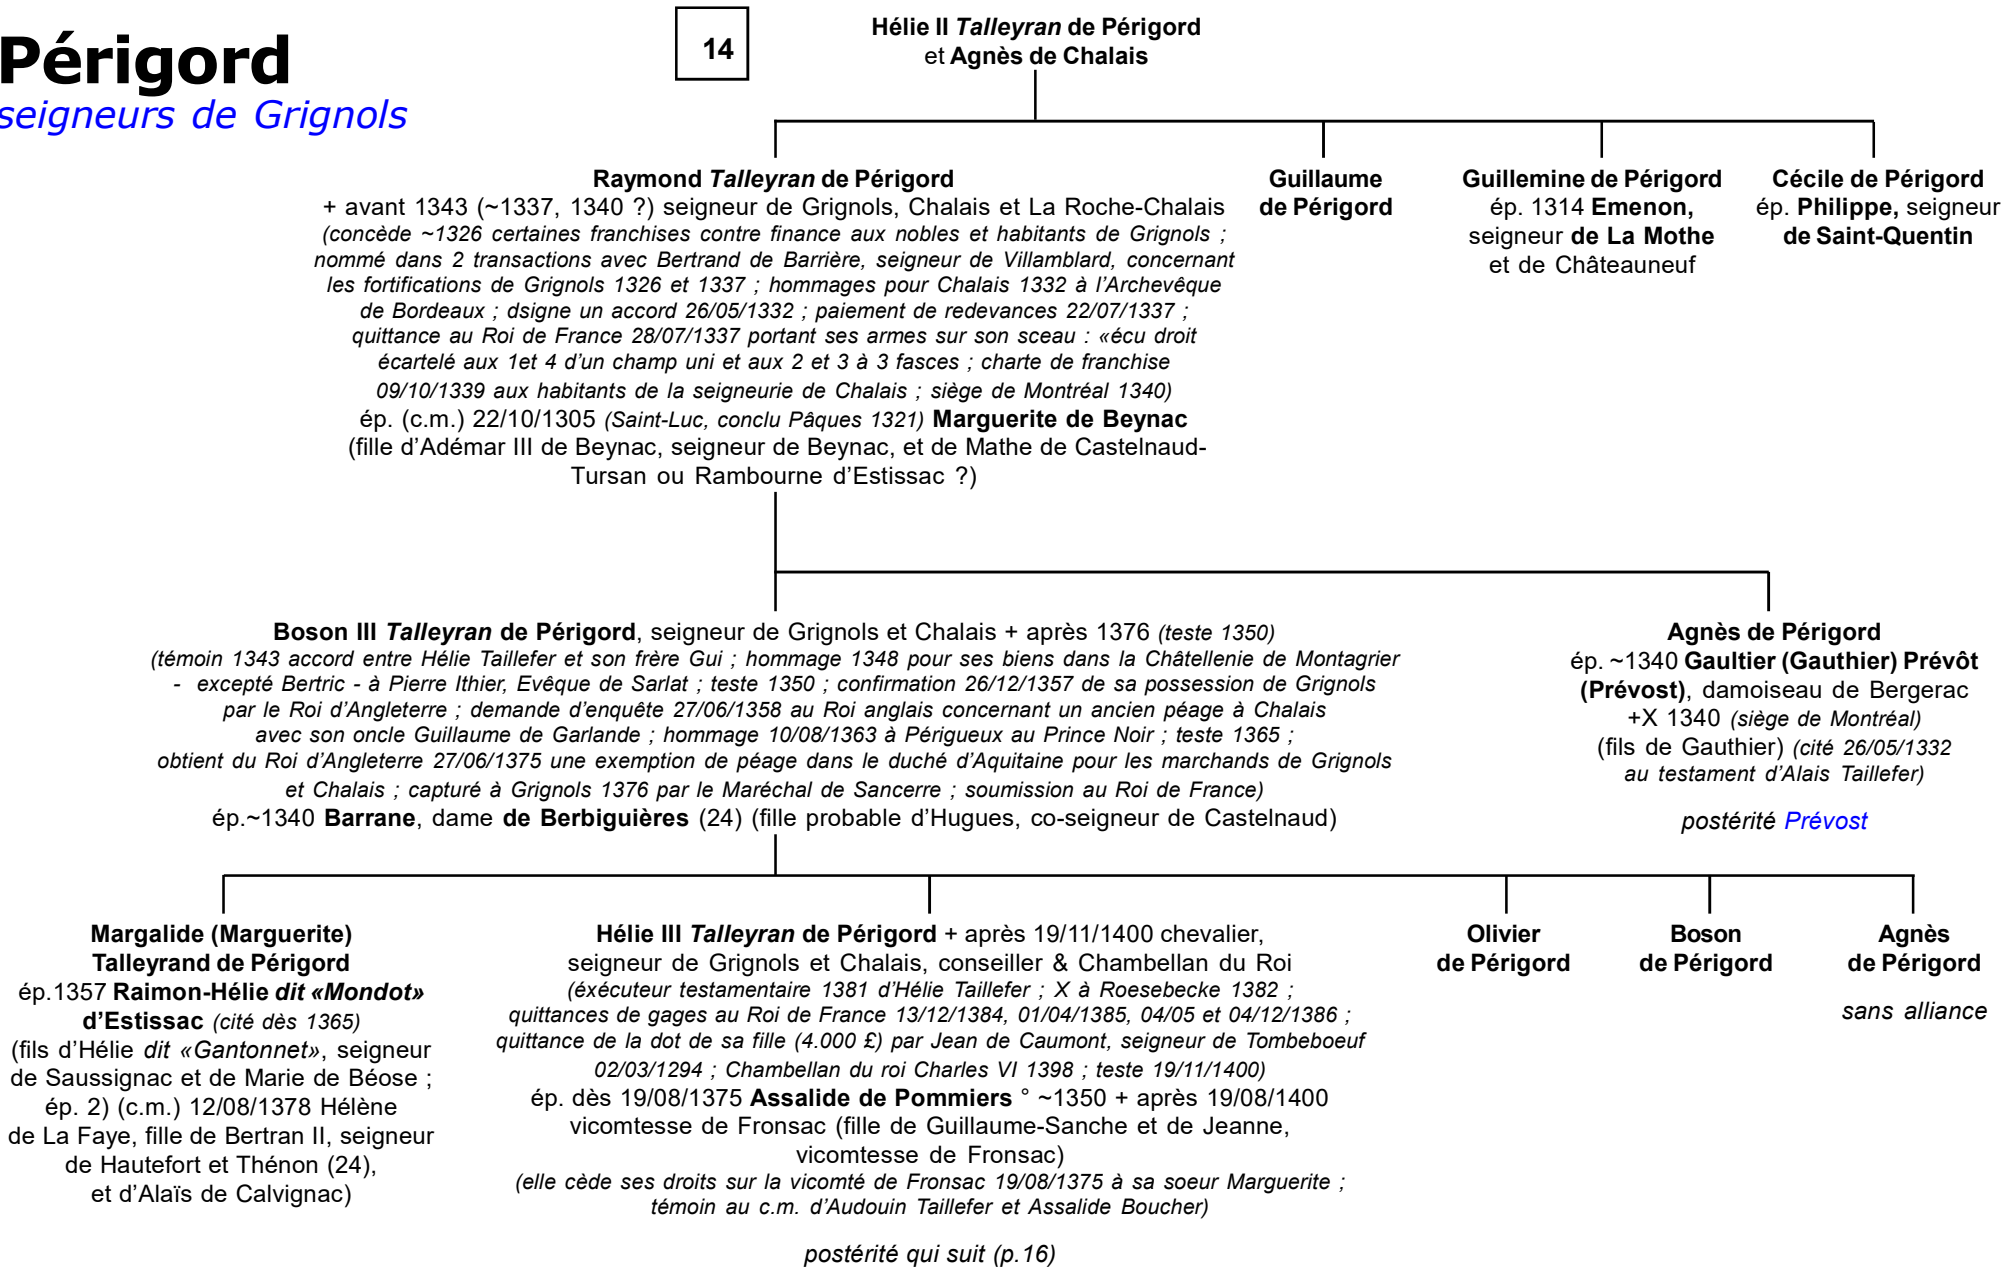 Périgord
seigneurs de Grignols
14
Hélie II Talleyran de Périgord
et Agnès de Chalais
Raymond Talleyran de Périgord
+ avant 1343 (~1337, 1340 ?) seigneur de Grignols, Chalais et La Roche-Chalais
(concède ~1326 certaines franchises contre finance aux nobles et habitants de Grignols ;
nommé dans 2 transactions avec Bertrand de Barrière, seigneur de Villamblard, concernant
les fortifications de Grignols 1326 et 1337 ; hommages pour Chalais 1332 à l'Archevêque
de Bordeaux ; dsigne un accord 26/05/1332 ; paiement de redevances 22/07/1337 ;
quittance au Roi de France 28/07/1337 portant ses armes sur son sceau : «écu droit
écartelé aux 1et 4 d'un champ uni et aux 2 et 3 à 3 fasces ; charte de franchise
09/10/1339 aux habitants de la seigneurie de Chalais ; siège de Montréal 1340)
ép. (c.m.) 22/10/1305 (Saint-Luc, conclu Pâques 1321) Marguerite de Beynac
(fille d'Adémar III de Beynac, seigneur de Beynac, et de Mathe de Castelnaud-
Tursan ou Rambourne d'Estissac ?)
Guillaume
de Périgord
Guillemine de Périgord
ép. 1314 Emenon,
seigneur de La Mothe
et de Châteauneuf
Cécile de Périgord
ép. Philippe, seigneur
de Saint-Quentin
Boson III Talleyran de Périgord, seigneur de Grignols et Chalais + après 1376 (teste 1350)
(témoin 1343 accord entre Hélie Taillefer et son frère Gui ; hommage 1348 pour ses biens dans la Châtellenie de Montagrier
- excepté Bertric - à Pierre Ithier, Evêque de Sarlat ; teste 1350 ; confirmation 26/12/1357 de sa possession de Grignols
par le Roi d'Angleterre ; demande d'enquête 27/06/1358 au Roi anglais concernant un ancien péage à Chalais
avec son oncle Guillaume de Garlande ; hommage 10/08/1363 à Périgueux au Prince Noir ; teste 1365 ;
obtient du Roi d'Angleterre 27/06/1375 une exemption de péage dans le duché d'Aquitaine pour les marchands de Grignols
et Chalais ; capturé à Grignols 1376 par le Maréchal de Sancerre ; soumission au Roi de France)
ép.~1340 Barrane, dame de Berbiguières (24) (fille probable d'Hugues, co-seigneur de Castelnaud)
Agnès de Périgord
ép. ~1340 Gaultier (Gauthier) Prévôt
(Prévost), damoiseau de Bergerac
+X 1340 (siège de Montréal)
(fils de Gauthier) (cité 26/05/1332
au testament d'Alais Taillefer)
postérité Prévost
Margalide (Marguerite)
Talleyrand de Périgord
ép.1357 Raimon-Hélie dit «Mondot»
d'Estissac (cité dès 1365)
(fils d'Hélie dit «Gantonnet», seigneur
de Saussignac et de Marie de Béose ;
ép. 2) (c.m.) 12/08/1378 Hélène
de La Faye, fille de Bertran II, seigneur
de Hautefort et Thénon (24),
et d'Alaïs de Calvignac)
Hélie III Talleyran de Périgord + après 19/11/1400 chevalier,
seigneur de Grignols et Chalais, conseiller & Chambellan du Roi
(éxécuteur testamentaire 1381 d'Hélie Taillefer ; X à Roesebecke 1382 ;
quittances de gages au Roi de France 13/12/1384, 01/04/1385, 04/05 et 04/12/1386 ;
quittance de la dot de sa fille (4.000 £) par Jean de Caumont, seigneur de Tombeboeuf
02/03/1294 ; Chambellan du roi Charles VI 1398 ; teste 19/11/1400)
ép. dès 19/08/1375 Assalide de Pommiers ° ~1350 + après 19/08/1400
vicomtesse de Fronsac (fille de Guillaume-Sanche et de Jeanne,
vicomtesse de Fronsac)
(elle cède ses droits sur la vicomté de Fronsac 19/08/1375 à sa soeur Marguerite ;
témoin au c.m. d'Audouin Taillefer et Assalide Boucher)
postérité qui suit (p.16)
Olivier
de Périgord
Boson
de Périgord
Agnès
de Périgord
sans alliance